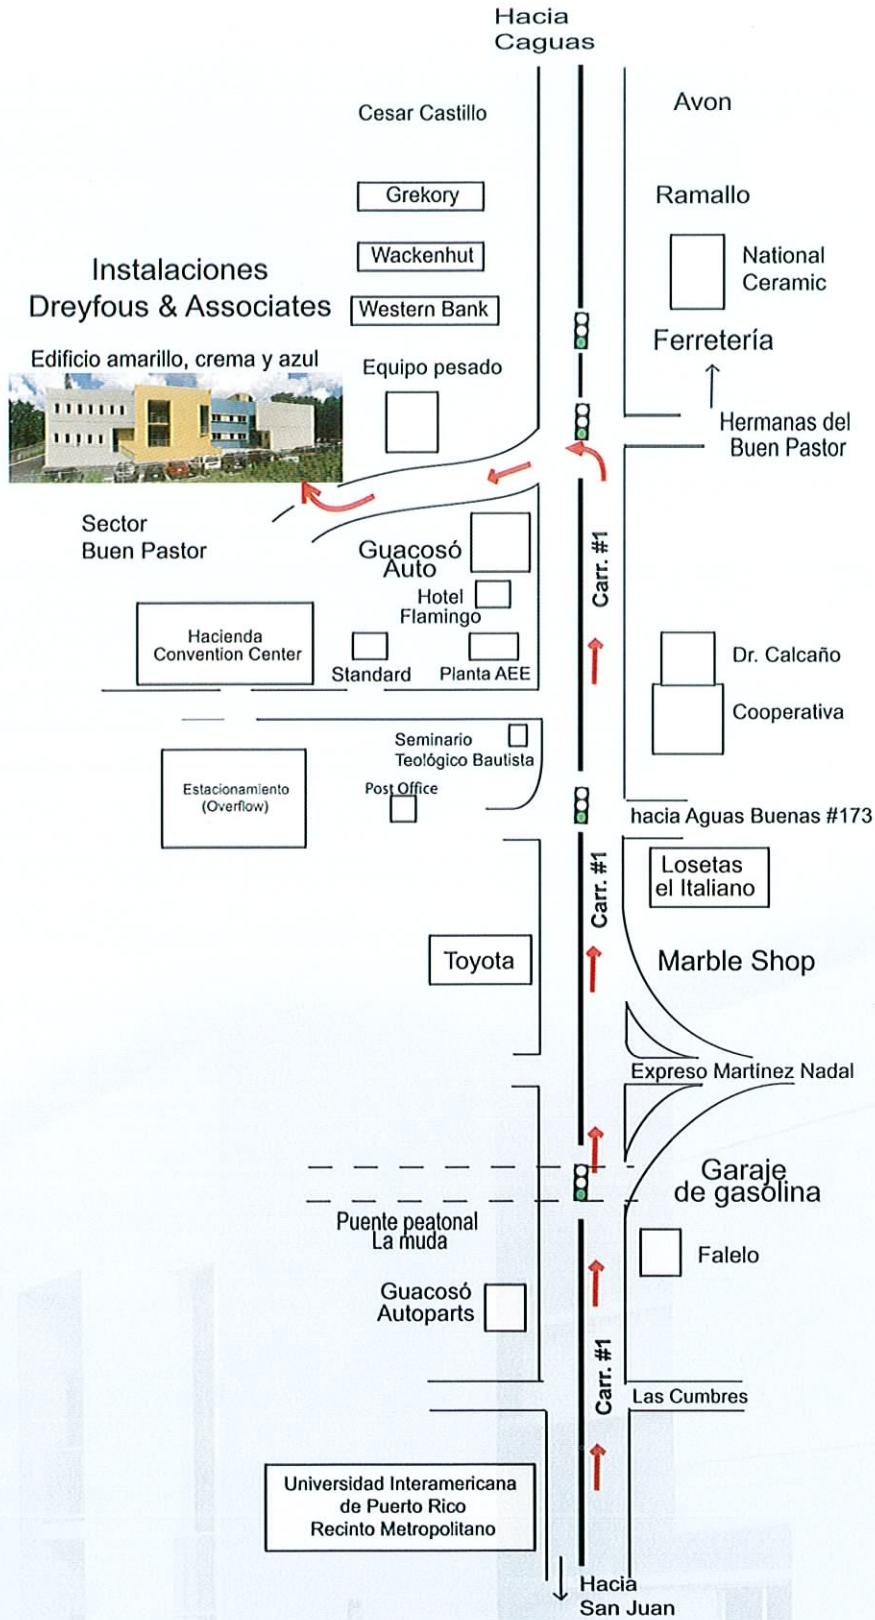 Hacia
Caguas
Avon
Cesar Castillo
Grekory
Ramallo
Wackenhut
National
Ceramic
Instalaciones
Dreyfous & Associates
Western Bank
Ferretería
Edificio amarillo, crema y azul
Equipo pesado
Hermanas del
Buen Pastor
Sector
Buen Pastor
Guacosó
Auto
Carr. #1
Hotel
Flamingo
Hacienda
Convention Center
Standard
Planta AEE
Dr. Calcaño
Cooperativa
Seminario
Teológico Bautista
Estacionamiento
(Overflow)
Post Office
hacia Aguas Buenas #173
Carr. #1
Losetas
el Italiano
Toyota
Marble Shop
Expreso Martinez Nadal
Garaje
de gasolina
Puente peatonal
La muda
Falelo
Guacosó
Autoparts
Carr. #1
Las Cumbres
Universidad Interamericana
de Puerto Rico
Recinto Metropolitano
Hacia
San Juan